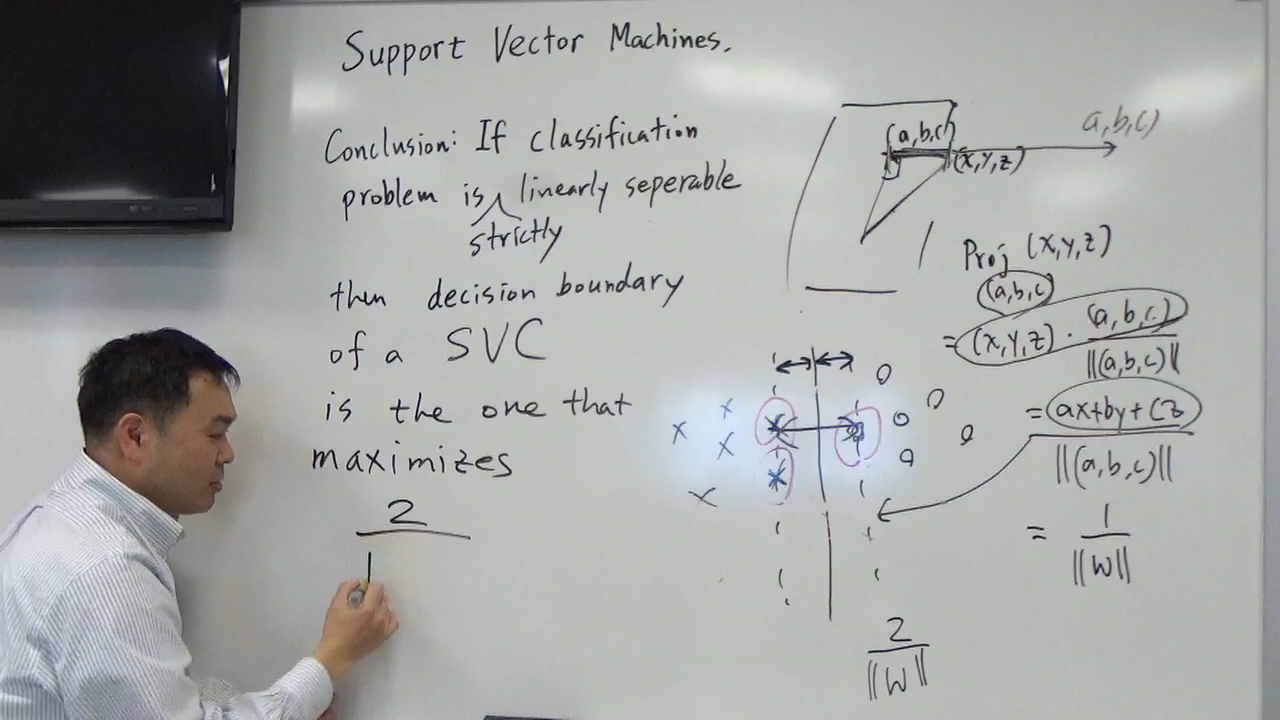 Support Vector Machines.
Conclusion: If classification
problem is linearly seperable
strictly
then decision boundary
of a SVC
is the one that
maximizes
2
(a,b,c)
(x,y,z)
a,b,c)
Proj (x,y,z)
(a,b,c)
= (x,y,z) · (a,b,c)
||(a,b,c)||
= ax+by+cz
||(a,b,c)||
= 1
||w||
2
||w||